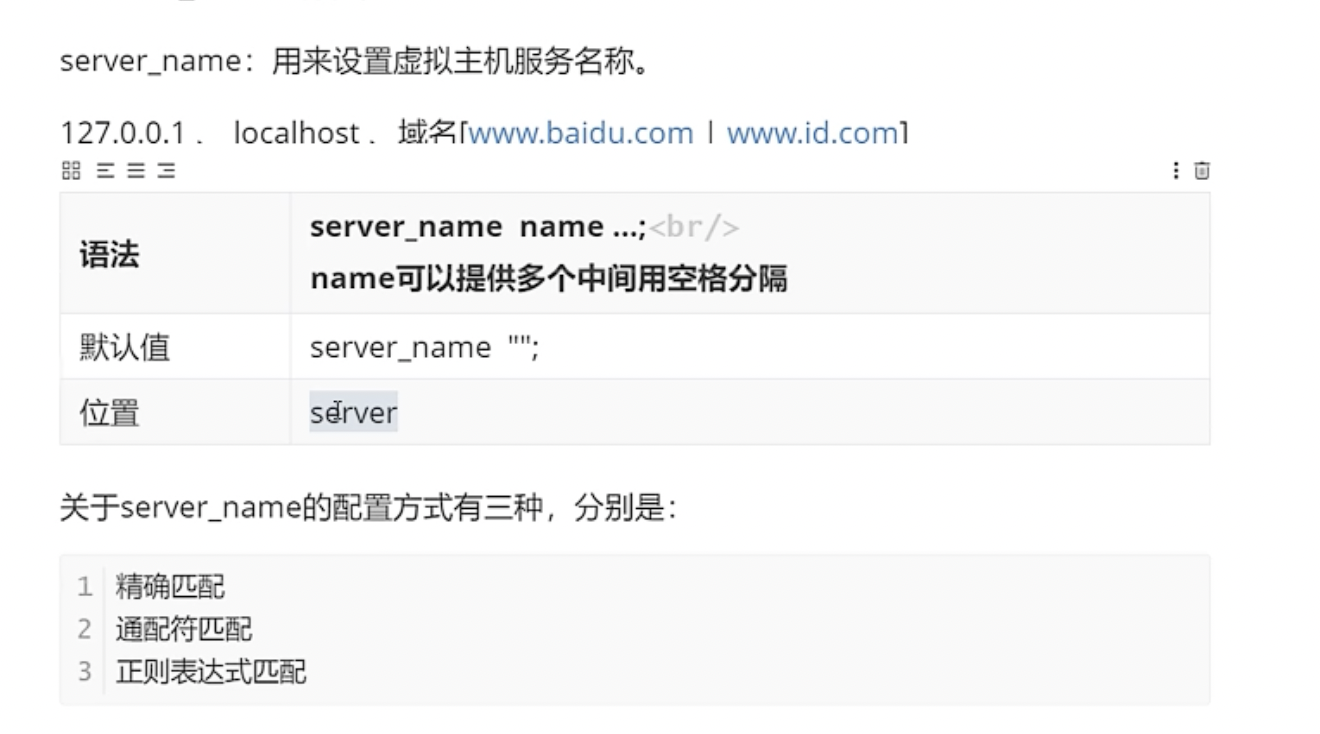 server_name：用来设置虚拟主机服务名称。
127.0.0.1 、 localhost 、域名[www.baidu.com | www.jd.com]
语法
server_name name ...;<br/>
name可以提供多个中间用空格分隔
默认值
server_name "";
位置
server
关于server_name的配置方式有三种，分别是：
1 精确匹配
2 通配符匹配
3 正则表达式匹配